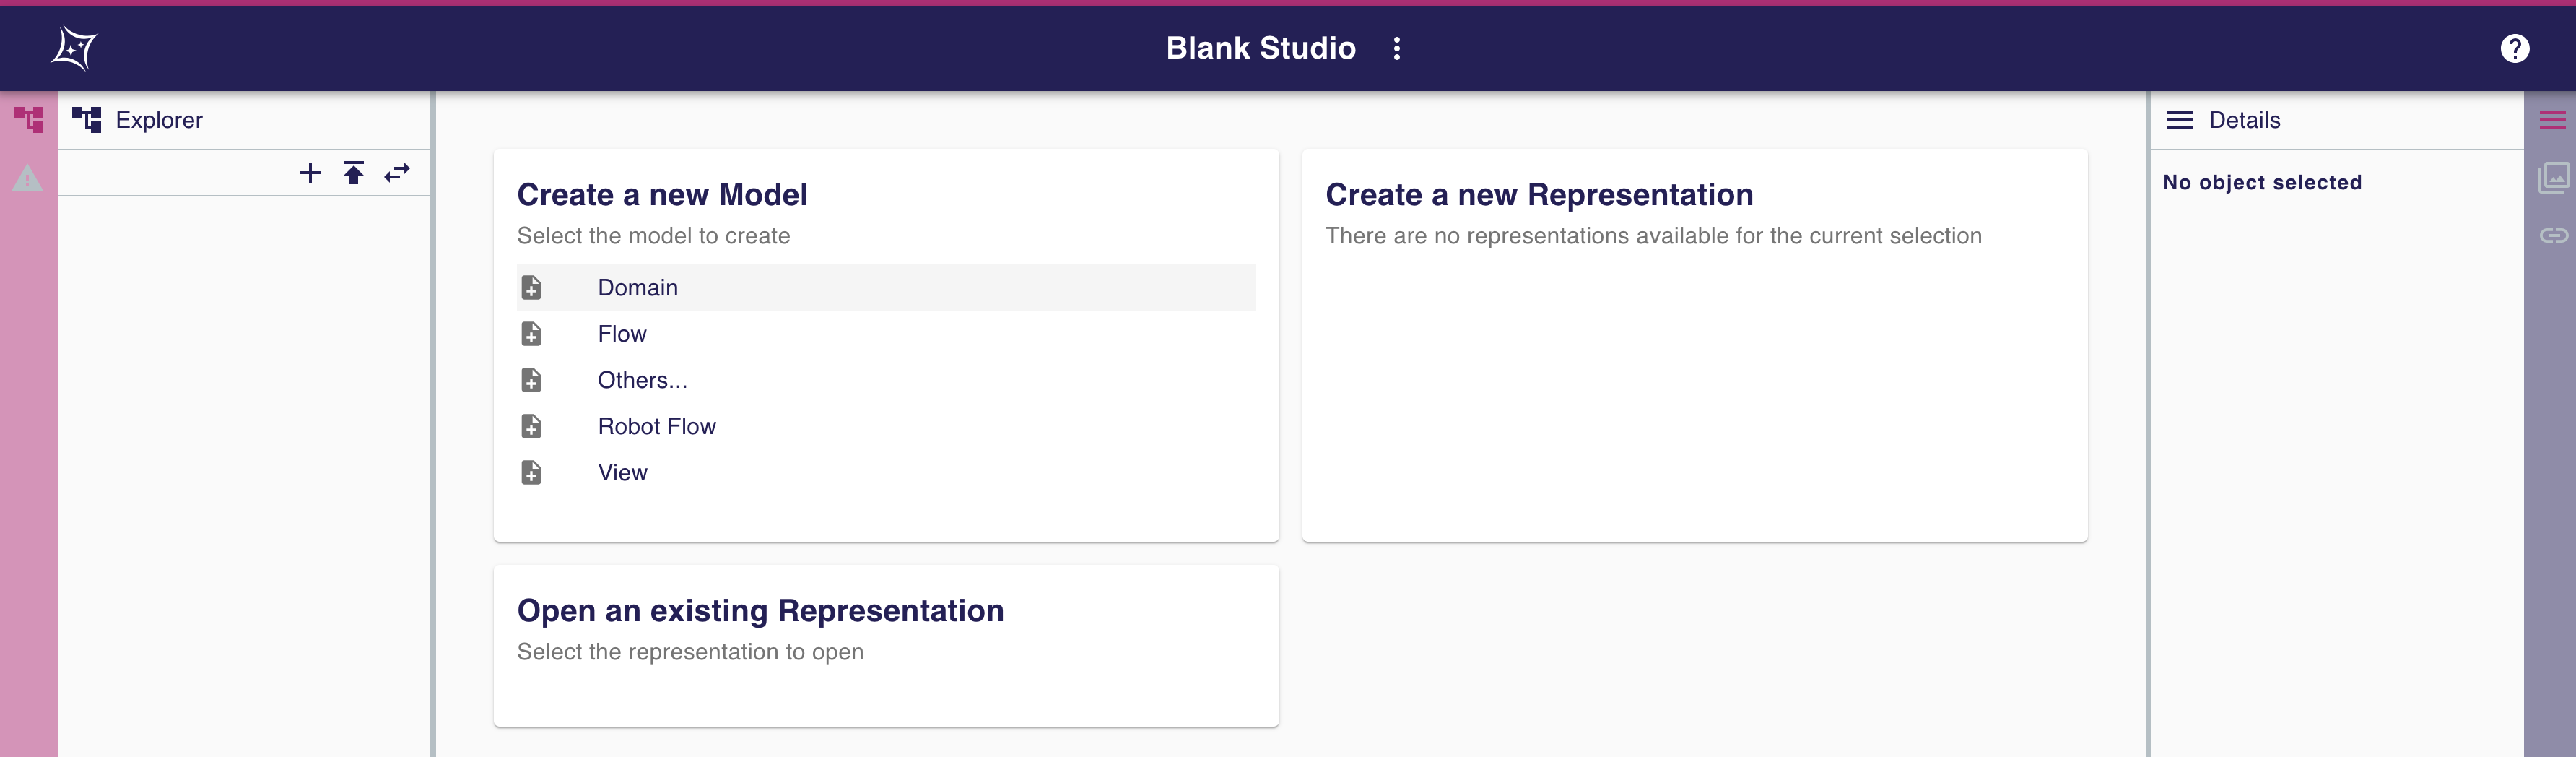 Blank Studio
Explorer
Create a new Model
Select the model to create
Domain
Flow
Others...
Robot Flow
View
Create a new Representation
There are no representations available for the current selection
Open an existing Representation
Select the representation to open
Details
No object selected